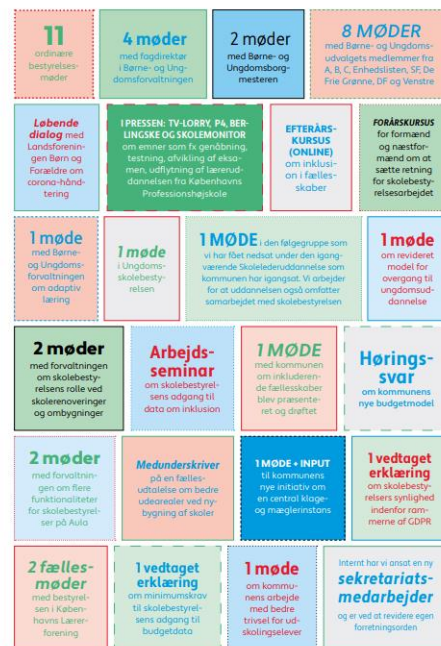 11
ordinære
bestyrelses-
møder
4 møder
med fagdirektør
i Børne- og Ung-
domsforvaltningen
2 møder
med Børne- og
Ungdomsbor-
mesteren
8 MØDER
med Børne- og Ungdoms-
udvalgets medlemmer fra
A, B, C, Enhedslisten, SF, De
Frie Grønne, DF og Venstre
Løbende
dialog med
Landsforenin-
gen Børn og
Forældre om
corona-hånd-
tering
I PRESSEN: TV-LORRY, P4, BER-
LINGSKE OG SKOLEMONITOR
om emner som fx genåbning,
testning, afvikling af eksa-
men, udflytning af lærerud-
dannelsen fra Københavns
Professionshøjskole
EFTERÅRS-
KURSUS
(ONLINE)
om inklusi-
on i fælles-
skaber
FORÅRSKURSUS
for formænd
og næstfor-
mænd om at
sætte retning
for skolebesty-
relsesarbejdet
1 møde
med Børne-
og Ungdoms-
forvaltningen
om adaptiv
læring
1 møde
i Ungdoms-
skolebesty-
relsen
1 MØDE i den følgegruppe som
vi har fået nedsat under den igang-
værende Skolelederuddannelse som
kommunen har igangsat. Vi arbejder
for at uddannelsen også omfatter
samarbejdet med skolebestyrelsen
1 møde
om revideret
model for
overgang til
ungdomsud-
dannelse
2 møder
med forvaltningen
om skolebesty-
relsens rolle ved
skolerenoveringer
og ombygninger
Arbejds-
seminar
om skolebestyrel-
sens adgang til
data om inklusion
1 MØDE
med kommunen
om inkluderen-
de fællesskaber
blev præsente-
ret og drøftet
Hørings-
svar
om kommunens
nye budgetmodel
2 møder
med forvaltnin-
gen om flere
funktionaliteter
for skolebestyrel-
ser på Aula
Medunderskriver
på en fælles-
udtalelse om bedre
udearealer ved ny-
bygning af skoler
1 MØDE + INPUT
til kommunens
nye initiativ om
en central klage-
og mæglerinstans
1 vedtaget
erklæring
om skolebesty-
relsers synlighed
indenfor ram-
merne af GDPR
2 fælles-
møder
med bestyrel-
sen i Køben-
havns Lærer-
forening
1 vedtaget
erklæring
om minimumskrav
til skolebestyrel-
sens adgang til
budgetdata
1 møde
om kommu-
nens arbejde
med bedre
trivsel for ud-
skolingselever
Internt har vi ansat en ny
sekretariats-
medarbejder
og er ved at revidere egen
forretningsorden